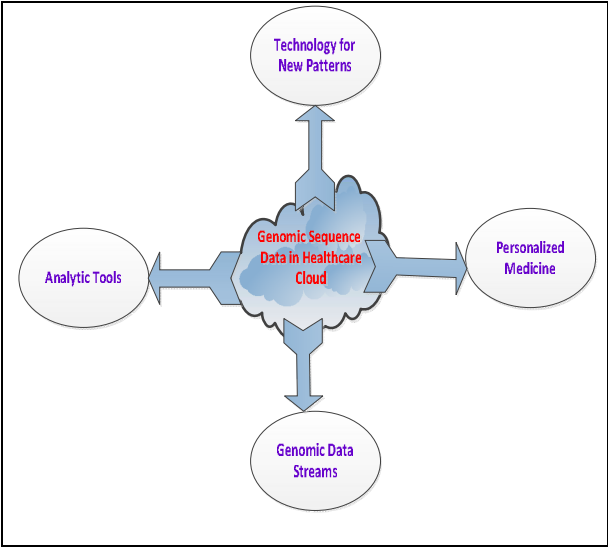 Technology for
New Patterns
Genomic Sequence
Data in Healthcare
Cloud
Personalized
Medicine
Analytic Tools
Genomic Data
Streams